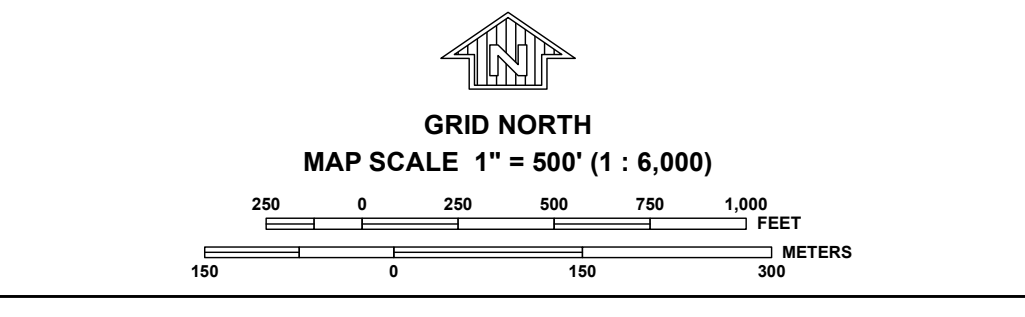 N
GRID NORTH
MAP SCALE 1" = 500' (1 : 6,000)
250 0 250 500 750 1,000
FEET
METERS
150 0 150 300